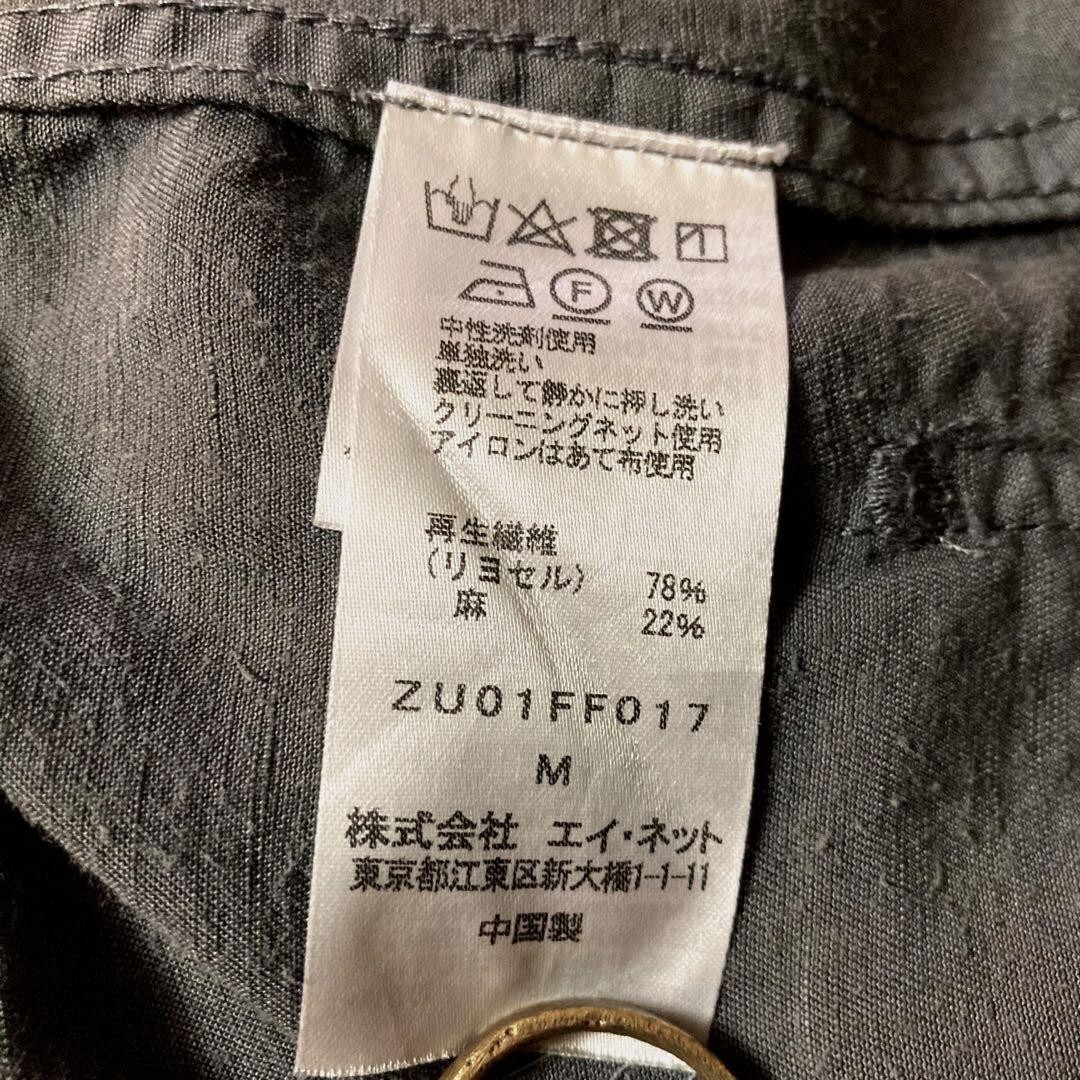 F W
中性洗剤使用
単独洗い
裏返して静かに押し洗い
クリーニングネット使用
アイロンはあて布使用
再生繊維
(リヨセル) 78%
麻 22%
ZU01FF017
M
株式会社 エイ・ネット
東京都江東区新大橋1-1-11
中国製